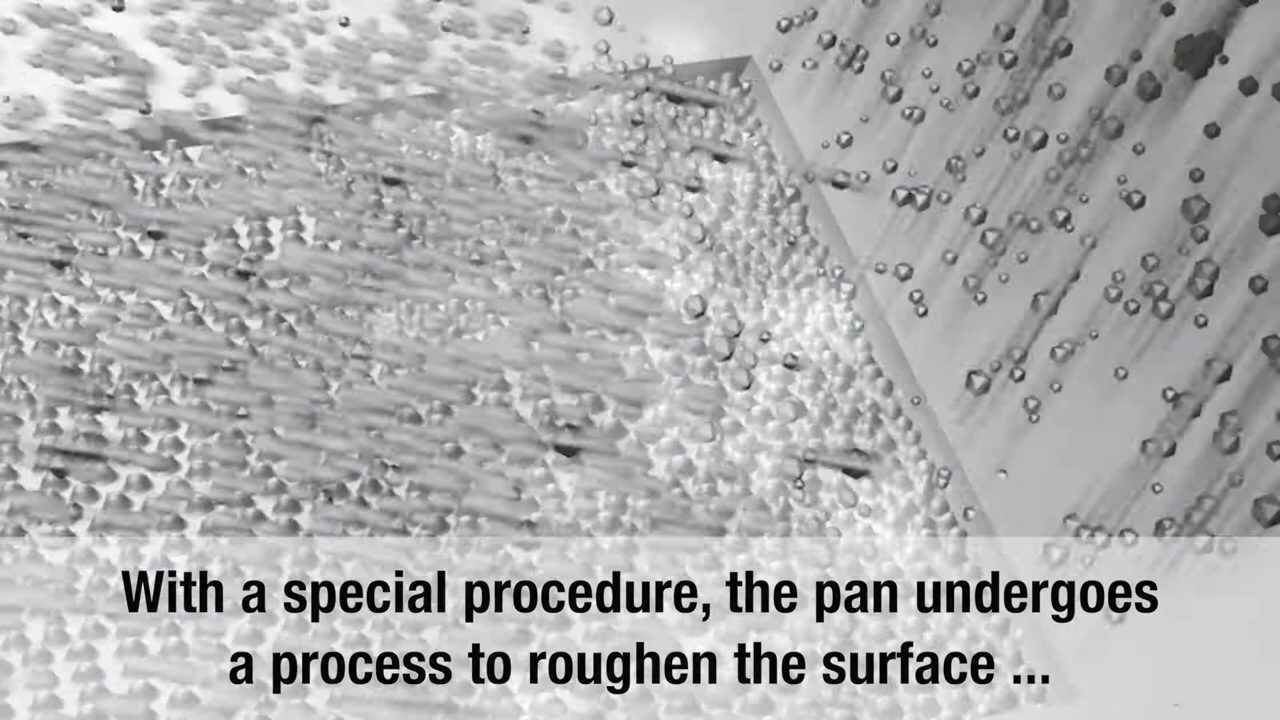 With a special procedure, the pan undergoes
a process to roughen the surface ...